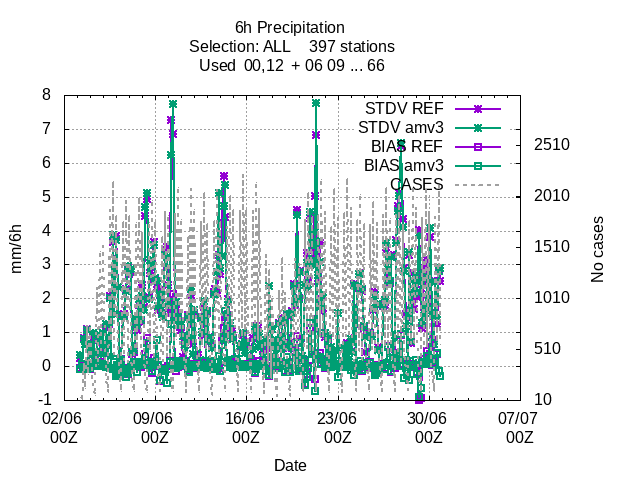 6h Precipitation
Selection: ALL 397 stations
Used 00,12 + 06 09 ... 66
STDV REF
STDV amv3
BIAS REF
BIAS amv3
CASES
8
7
6
5
4
3
2
1
0
-1
mm/6h
2510
2010
1510
1010
510
10
No cases
02/06 09/06 16/06 23/06 30/06 07/07
00Z 00Z 00Z 00Z 00Z 00Z
Date